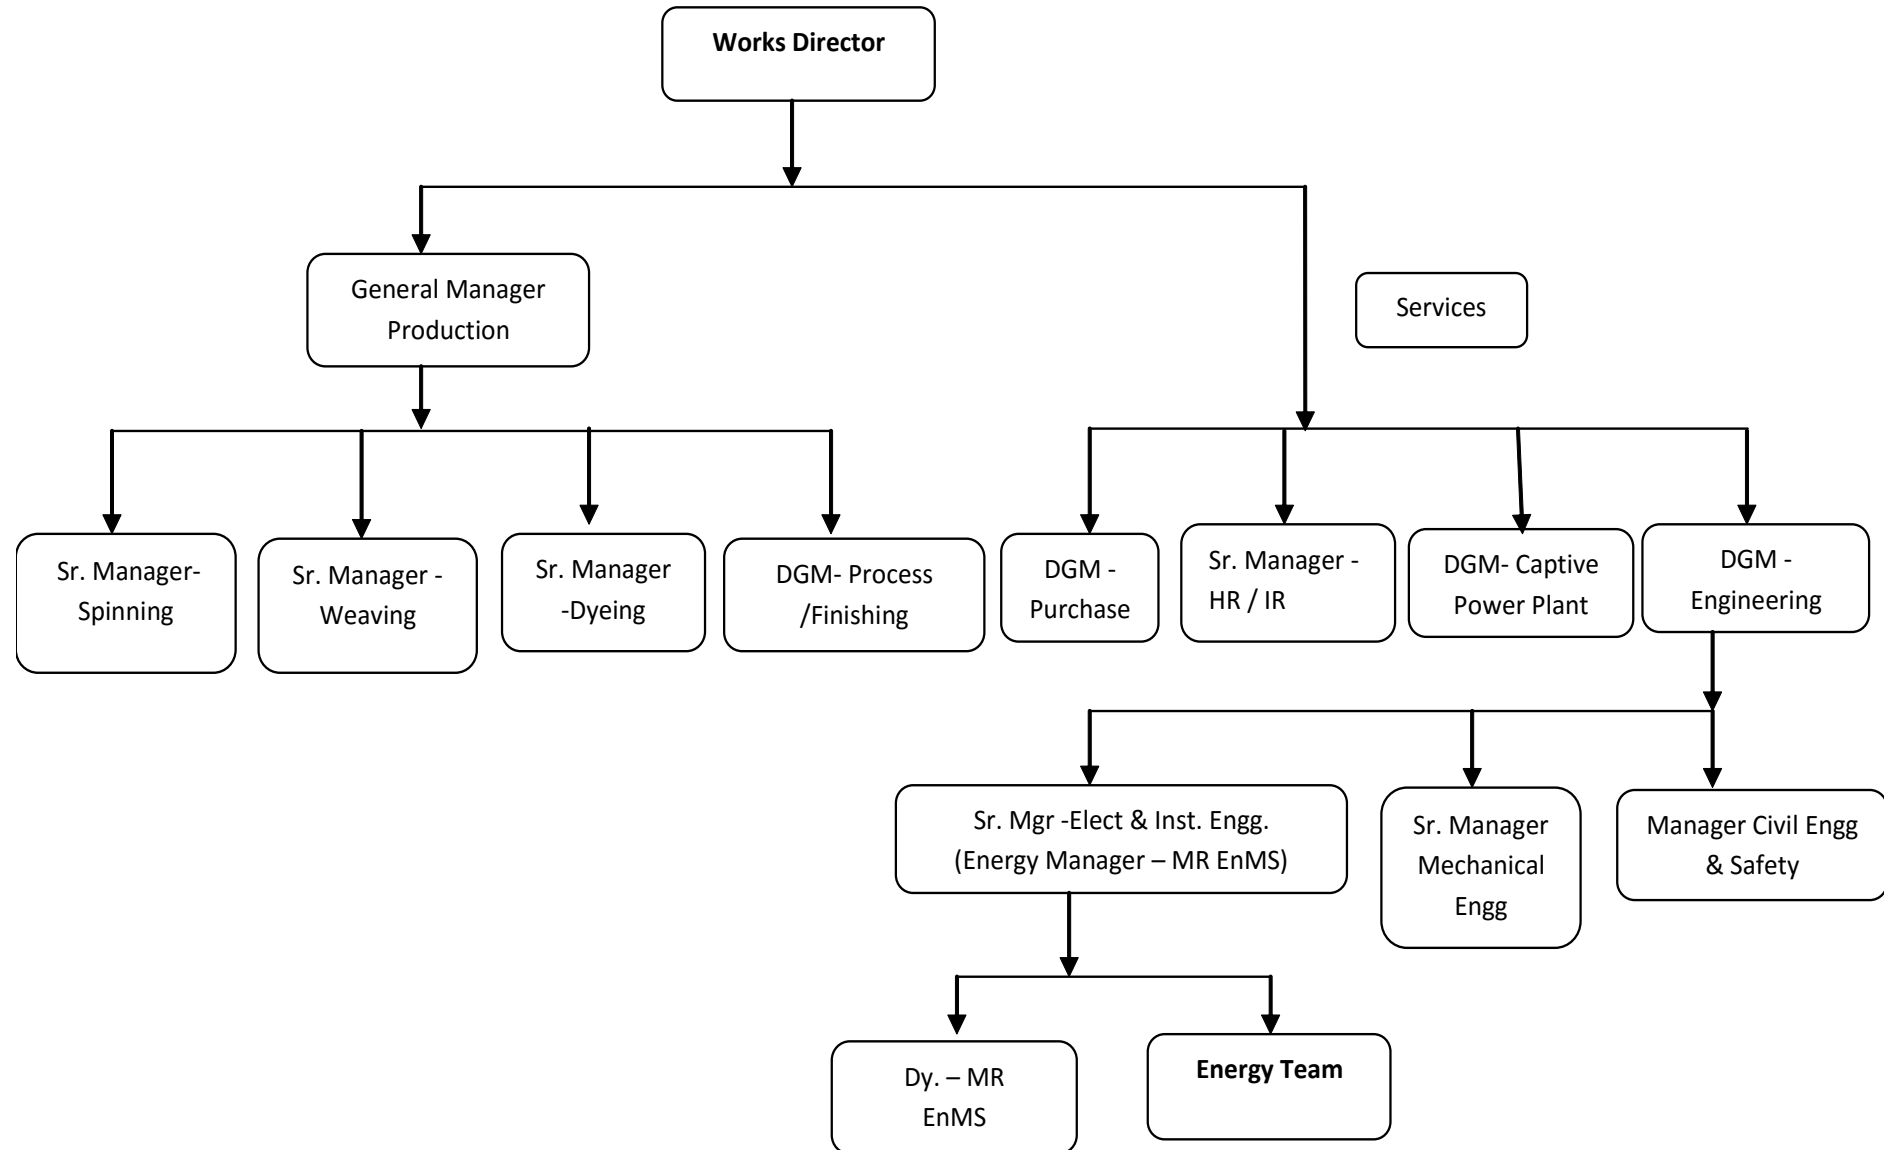 Works Director
General Manager
Production
Services
Sr. Manager-
Spinning
Sr. Manager -
Weaving
Sr. Manager
-Dyeing
DGM- Process
/Finishing
DGM -
Purchase
Sr. Manager -
HR / IR
DGM- Captive
Power Plant
DGM -
Engineering
Sr. Mgr -Elect & Inst. Engg.
(Energy Manager – MR EnMS)
Sr. Manager
Mechanical
Engg
Manager Civil Engg
& Safety
Dy. – MR
EnMS
Energy Team